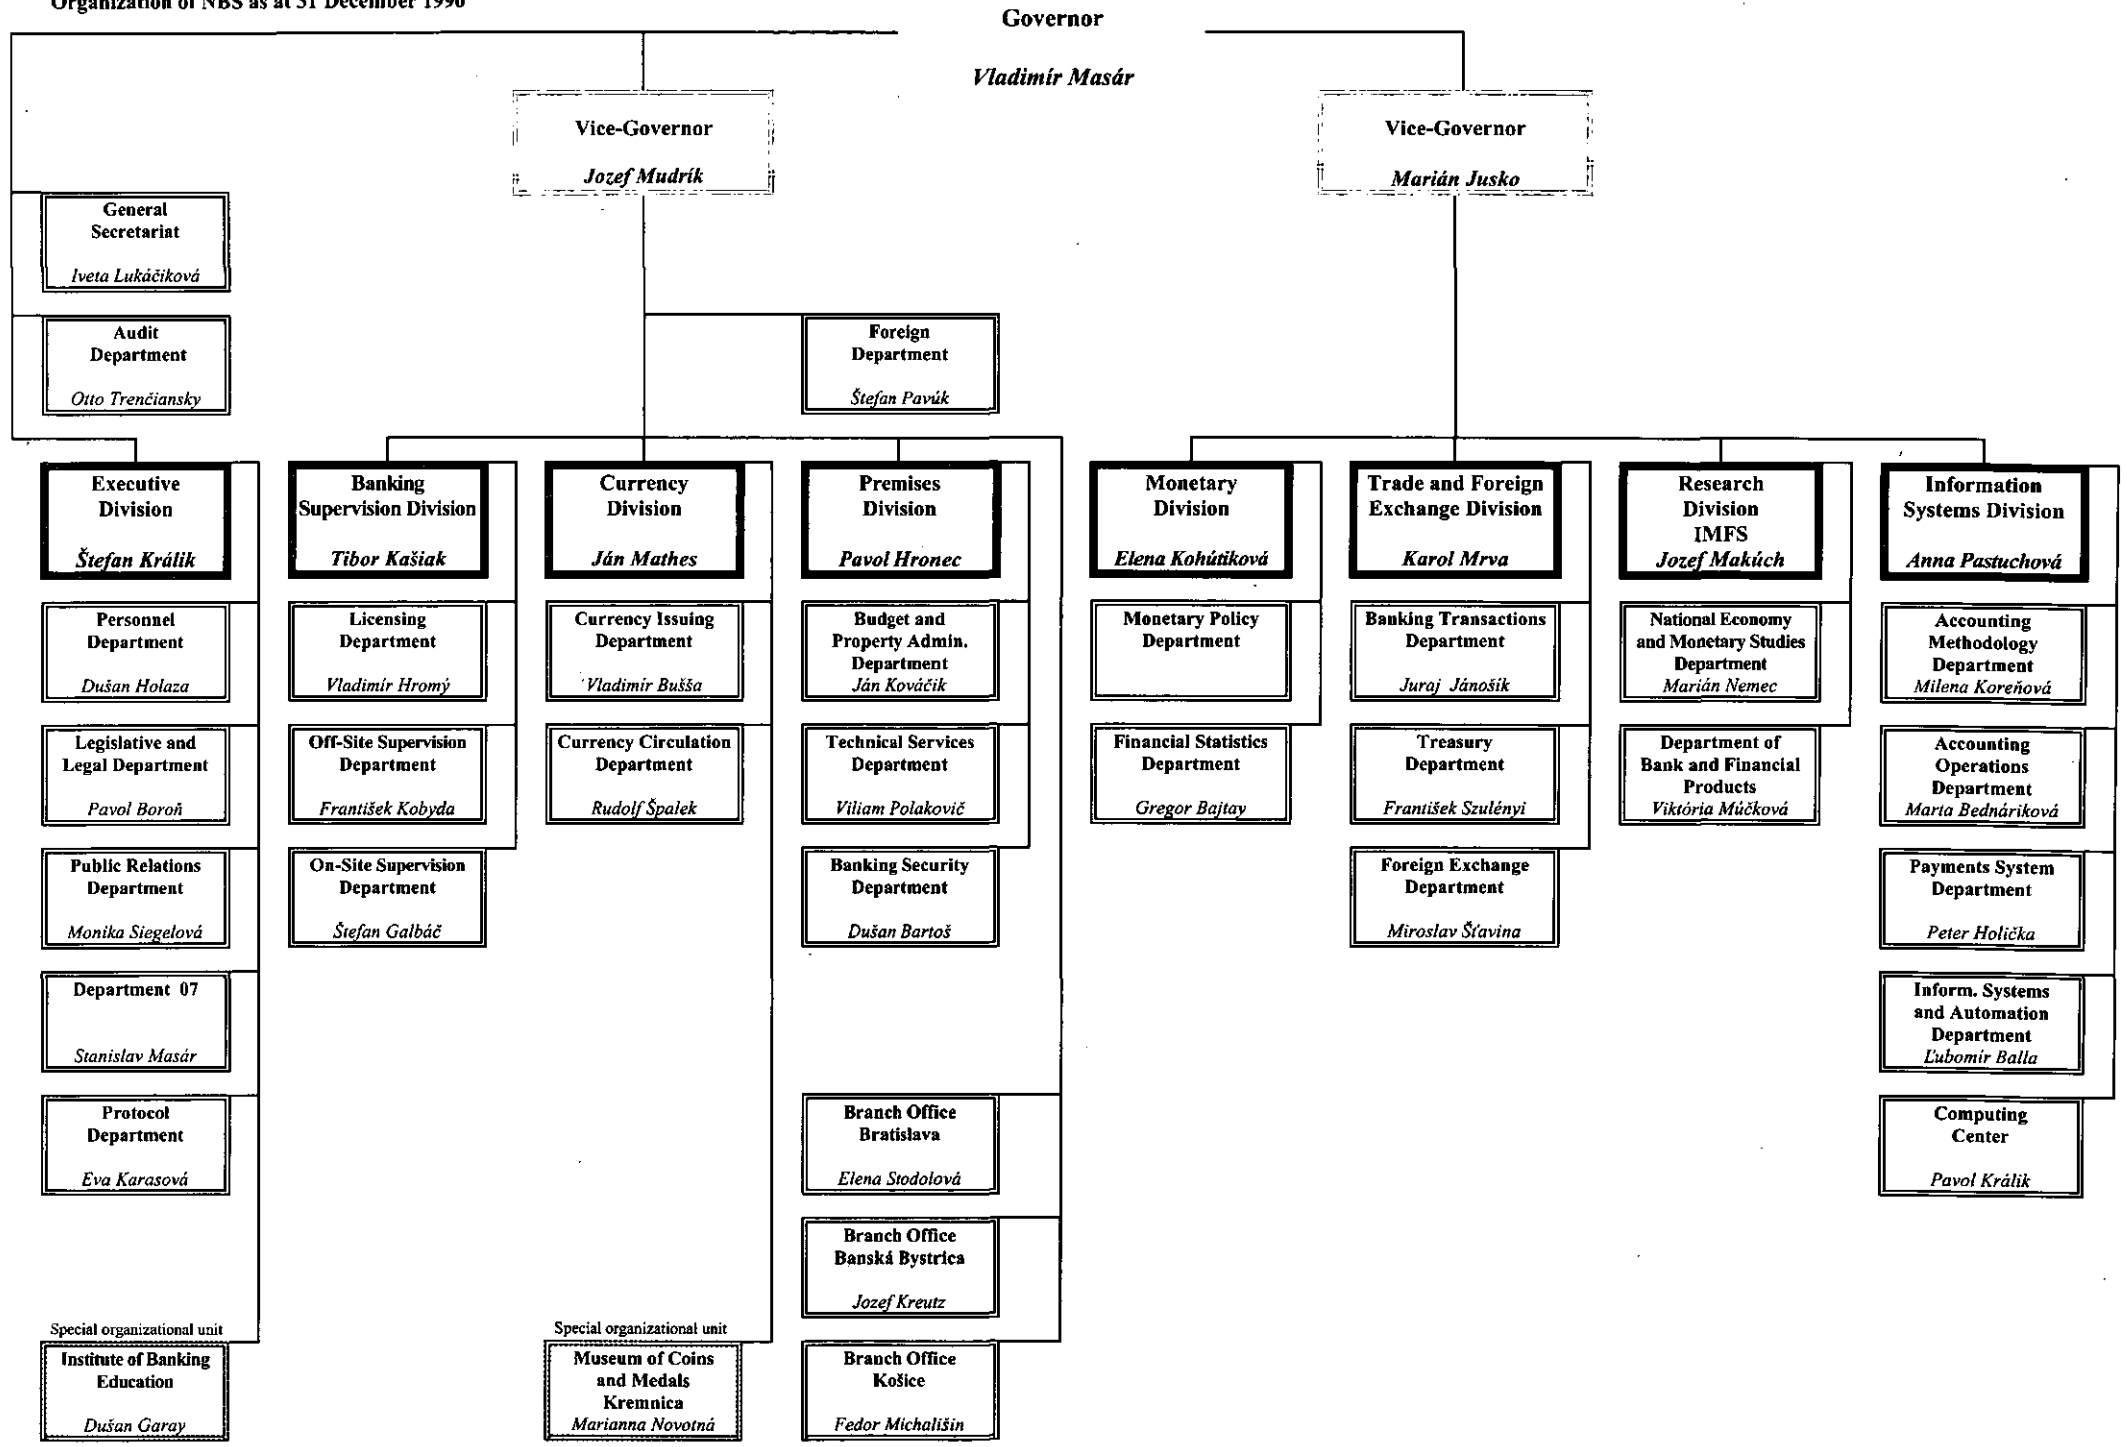 Organization of NBS as at 31 December 1996
Governor
Vladimír Masár
Vice-Governor
Jozef Mudrík
Vice-Governor
Marián Jusko
General
Secretariat
Iveta Lukáčiková
Audit
Department
Otto Trenčiansky
Foreign
Department
Štefan Pavúk
Executive
Division
Štefan Králik
Personnel
Department
Dušan Holaza
Legislative and
Legal Department
Pavol Boroň
Public Relations
Department
Monika Siegelová
Department 07
Stanislav Masár
Protocol
Department
Eva Karasová
Special organizational unit
Institute of Banking
Education
Dušan Garay
Banking
Supervision Division
Tibor Kašiak
Licensing
Department
Vladimír Hromý
Off-Site Supervision
Department
František Kobyda
On-Site Supervision
Department
Štefan Galbáč
Currency
Division
Ján Mathes
Currency Issuing
Department
Vladimír Bušša
Currency Circulation
Department
Rudolf Špalek
Special organizational unit
Museum of Coins
and Medals
Kremnica
Marianna Novotná
Premises
Division
Pavol Hronec
Budget and
Property Admin.
Department
Ján Kováčik
Technical Services
Department
Viliam Polakovič
Banking Security
Department
Dušan Bartoš
Branch Office
Bratislava
Elena Stodolová
Branch Office
Banská Bystrica
Jozef Kreutz
Branch Office
Košice
Fedor Michališin
Monetary
Division
Elena Kohútiková
Monetary Policy
Department
Financial Statistics
Department
Gregor Bajtay
Trade and Foreign
Exchange Division
Karol Mrva
Banking Transactions
Department
Juraj Jánošík
Treasury
Department
František Szulényi
Foreign Exchange
Department
Miroslav Šťavina
Research
Division
IMFS
Jozef Makúch
National Economy
and Monetary Studies
Department
Marián Nemec
Department of
Bank and Financial
Products
Viktória Múčková
Information
Systems Division
Anna Pastuchová
Accounting
Methodology
Department
Milena Koreňová
Accounting
Operations
Department
Marta Bednáriková
Payments System
Department
Peter Holička
Inform. Systems
and Automation
Department
Ľubomír Balla
Computing
Center
Pavol Králik